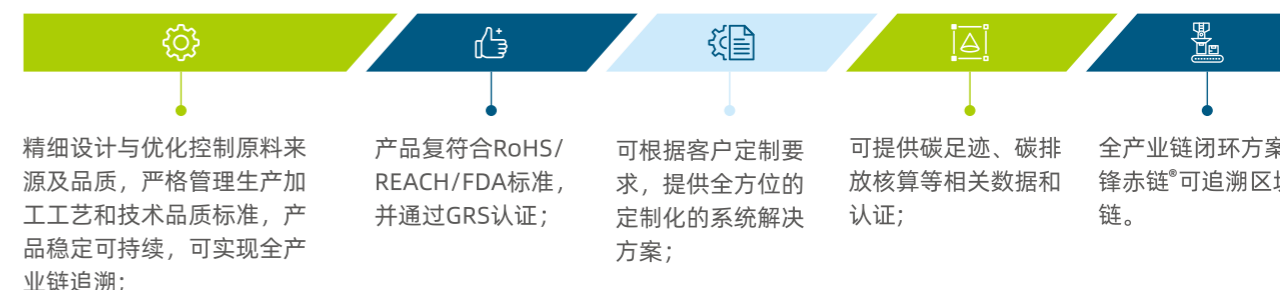 精细设计与优化控制原料来
源及品质，严格管理生产加
工工艺和技术品质标准，产
品稳定可持续，可实现全产
业链追溯；
产品复符合RoHS/
REACH/FDA标准，
并通过GRS认证；
可根据客户定制要
求，提供全方位的
定制化的系统解决
方案；
可提供碳足迹、碳排
放核算等相关数据和
认证；
全产业链闭环方案
锋赤链®可追溯区块
链。